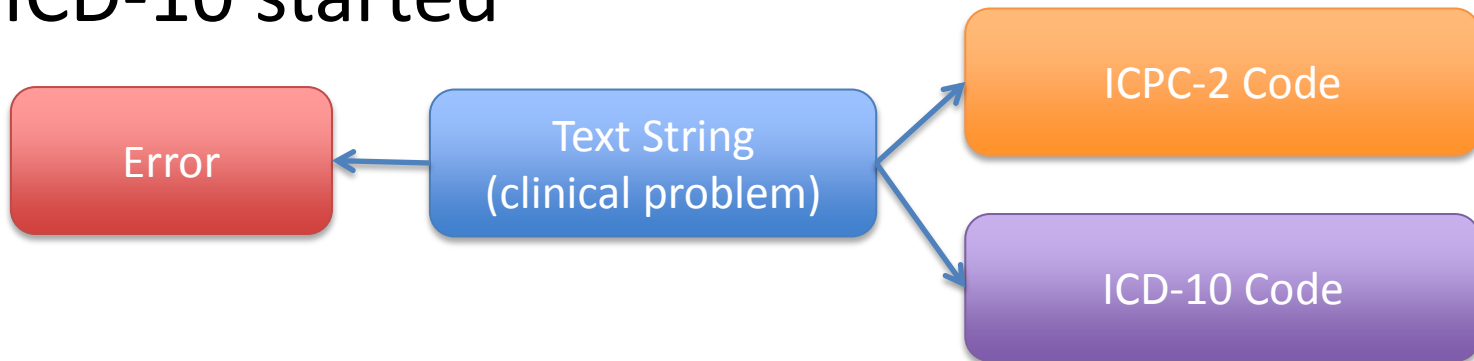 ICD-10 started
ICPC-2 Code
Error
Text String
(clinical problem)
ICD-10 Code